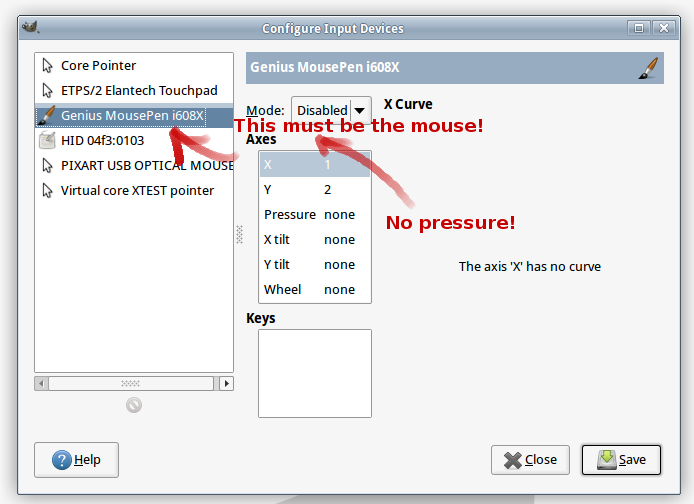 Configure Input Devices
Core Pointer
ETPS/2 Elantech Touchpad
Genius MousePen i608X
HID 04f3:0103
PIXART USB OPTICAL MOUSE
Virtual core XTEST pointer
Genius MousePen i608X
Mode: Disabled
X Curve
This must be the mouse!
Axes
X 1
Y 2
Pressure none
X tilt none
Y tilt none
Wheel none
No pressure!
The axis 'X' has no curve
Keys
Help
Close
Save